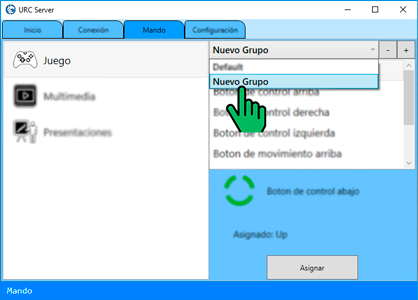 URC Server
Inicio
Conexión
Mando
Configuración
Juego
Multimedia
Presentaciones
Nuevo Grupo
- +
Default
Nuevo Grupo
Boton de control arriba
Boton de control derecha
Boton de control izquierda
Boton de movimiento arriba
Boton de control abajo
Asignado: Up
Asignar
Mando